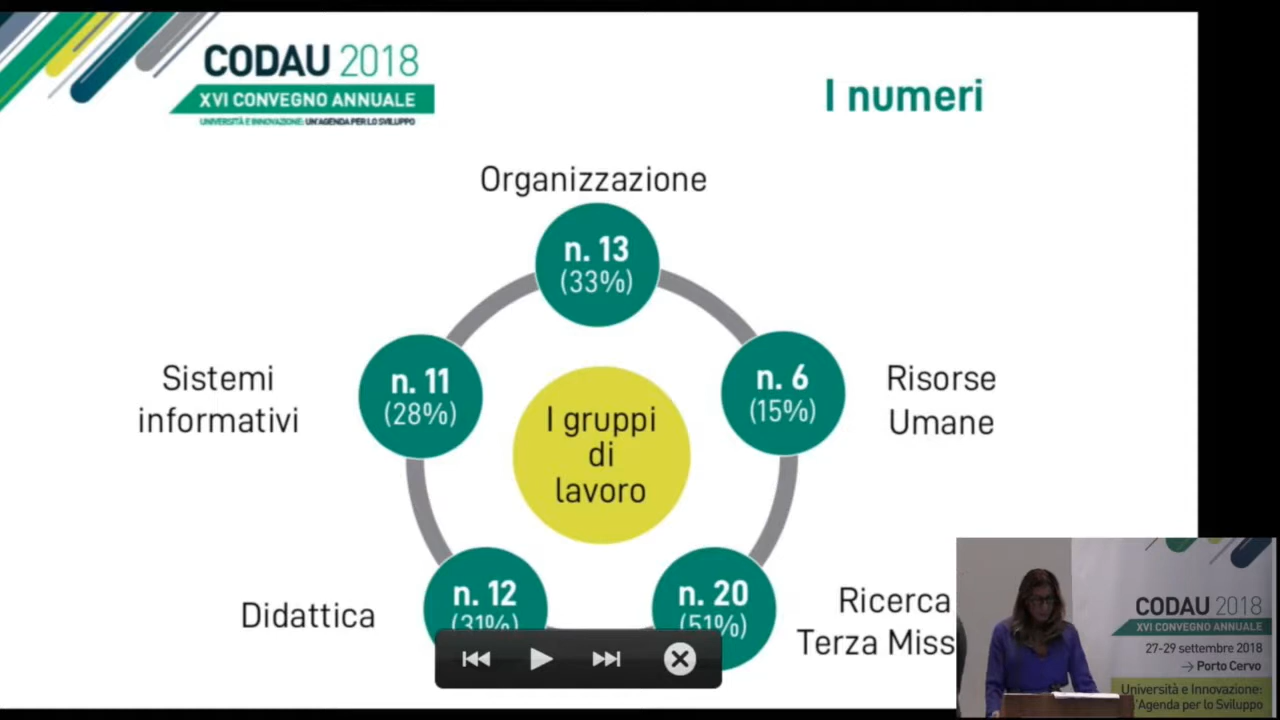 CODAU 2018
XVI CONVEGNO ANNUALE
UNIVERSITÀ E INNOVAZIONE: UN'AGENDA PER LO SVILUPPO
I numeri
Organizzazione
n. 13
(33%)
Sistemi
informativi
n. 11
(28%)
I gruppi
di
lavoro
n. 6
(15%)
Risorse
Umane
Didattica
n. 12
(31%)
n. 20
(51%)
Ricerca
Terza Miss
CODAU 2018
XVI CONVEGNO ANNUALE
27-29 settembre 2018
→ Porto Cervo
Università e Innovazione:
'Agenda per lo Sviluppo